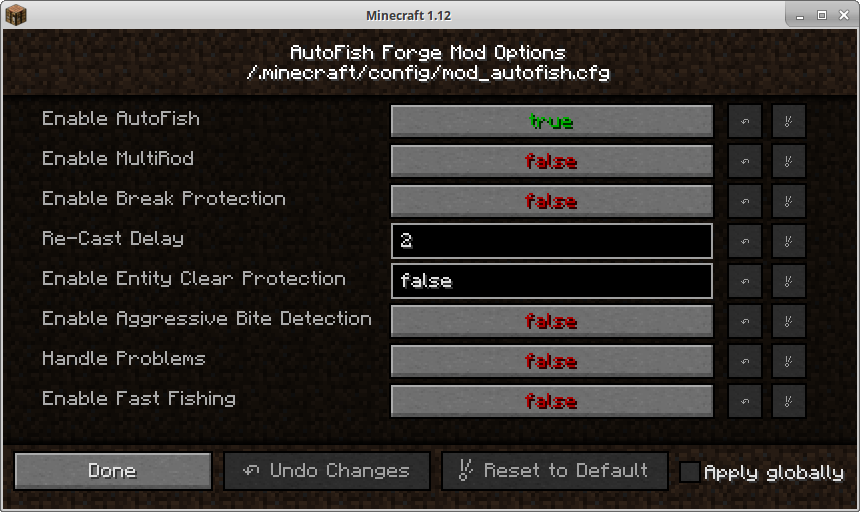 Minecraft 1.12
AutoFish Forge Mod Options
/.minecraft/config/mod_autofish.cfg
Enable AutoFish true
Enable MultiRod false
Enable Break Protection false
Re-Cast Delay 2
Enable Entity Clear Protection false
Enable Aggressive Bite Detection false
Handle Problems false
Enable Fast Fishing false
Done Undo Changes Reset to Default Apply globally